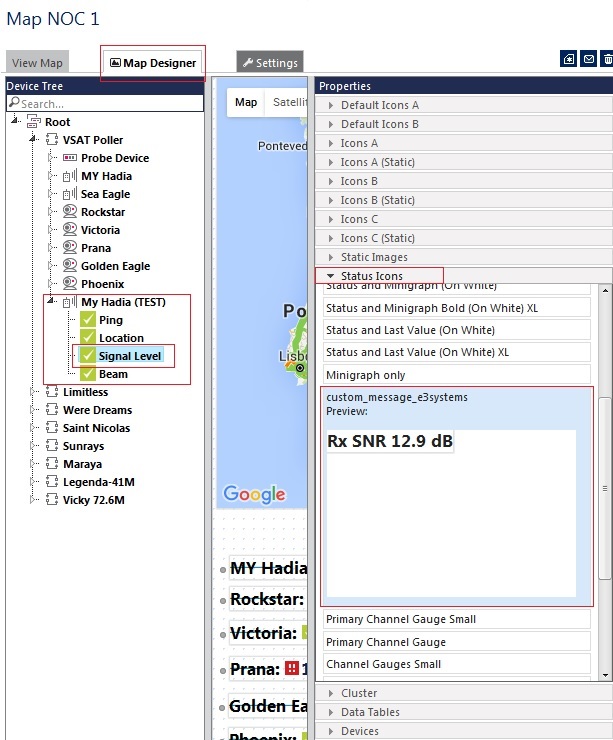 Map NOC 1
View Map
Map Designer
Settings
Device Tree
Search...
Root
VSAT Poller
Probe Device
MY Hadia
Sea Eagle
Rockstar
Victoria
Prana
Golden Eagle
Phoenix
My Hadia (TEST)
Ping
Location
Signal Level
Beam
Limitless
Were Dreams
Saint Nicolas
Sunrays
Maraya
Legenda-41M
Vicky 72.6M
Map Satellit
Ponteved
Po
Lisb
Google
MY Hadia
Rockstar:
Victoria:
Prana: !! 1
Golden Ea
Phoenix:
Properties
Default Icons A
Default Icons B
Icons A
Icons A (Static)
Icons B
Icons B (Static)
Icons C
Icons C (Static)
Static Images
Status Icons
Status and Minigraph (On White)
Status and Minigraph Bold (On White) XL
Status and Last Value (On White)
Status and Last Value (On White) XL
Minigraph only
custom_message_e3systems
Preview:
Rx SNR 12.9 dB
Primary Channel Gauge Small
Primary Channel Gauge
Channel Gauges Small
Cluster
Data Tables
Devices